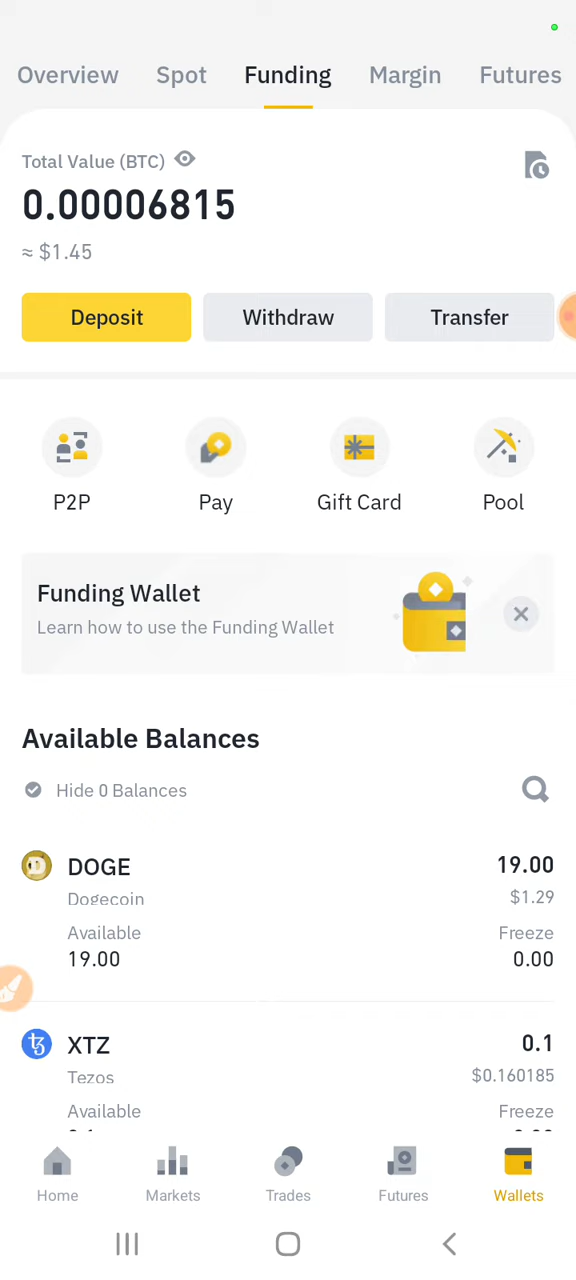 Overview Spot Funding Margin Futures
Total Value (BTC)
0.00006815
≈ $1.45
Deposit Withdraw Transfer
P2P Pay Gift Card Pool
Funding Wallet
Learn how to use the Funding Wallet
Available Balances
Hide 0 Balances
DOGE 19.00
Dogecoin $1.29
Available Freeze
19.00 0.00
XTZ 0.1
Tezos $0.160185
Available Freeze
Home Markets Trades Futures Wallets